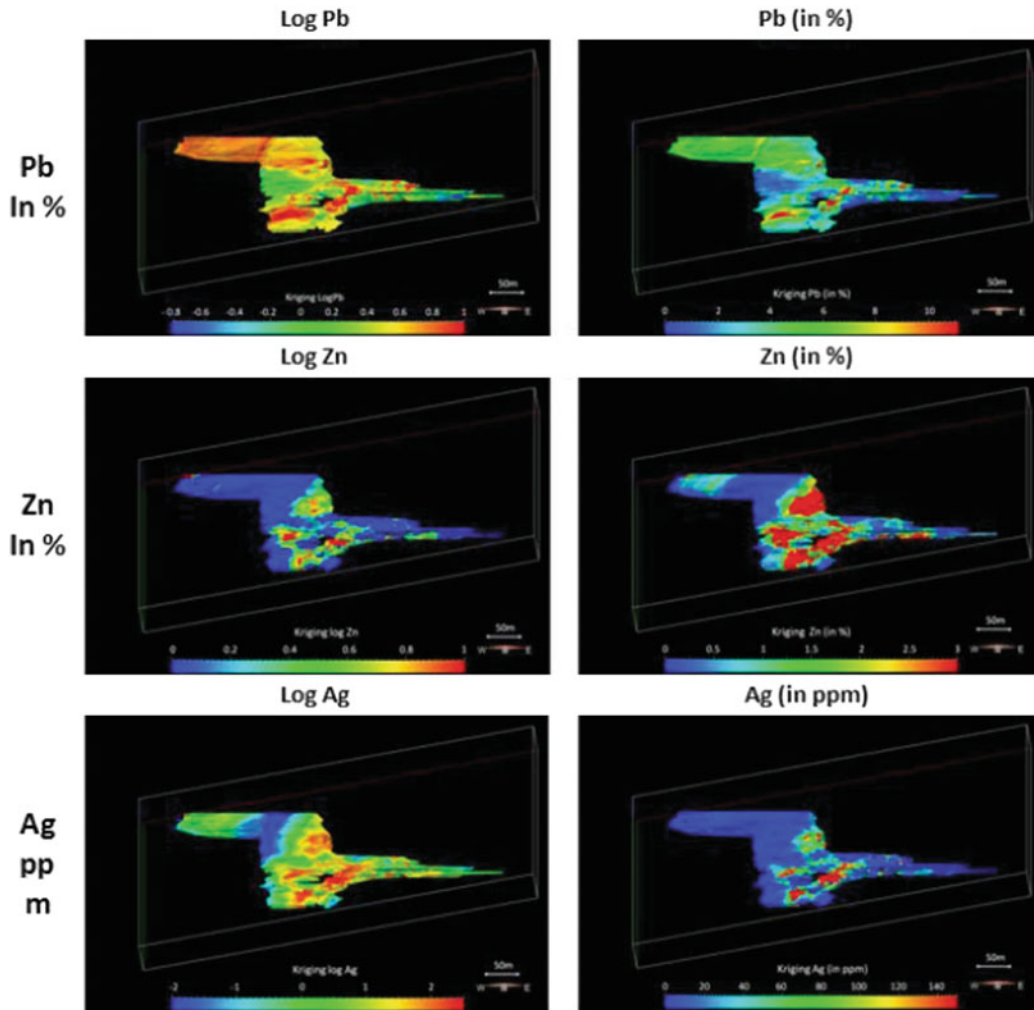 Log Pb
Pb (in %)
Pb
In %
Kriging LogPb
-0.8 -0.6 -0.4 -0.2 0 0.2 0.4 0.6 0.8 1
50m
W E
Kriging Pb (in %)
0 2 4 6 8 10
50m
W E
Log Zn
Zn (in %)
Zn
In %
Kriging log Zn
0 0.2 0.4 0.6 0.8 1
50m
W E
Kriging Zn (in %)
0 0.5 1 1.5 2 2.5 3
50m
W E
Log Ag
Ag (in ppm)
Ag
pp
m
Kriging log Ag
-2 -1 0 1 2
50m
W E
Kriging Ag (in ppm)
0 20 40 60 80 100 120 140
50m
W E